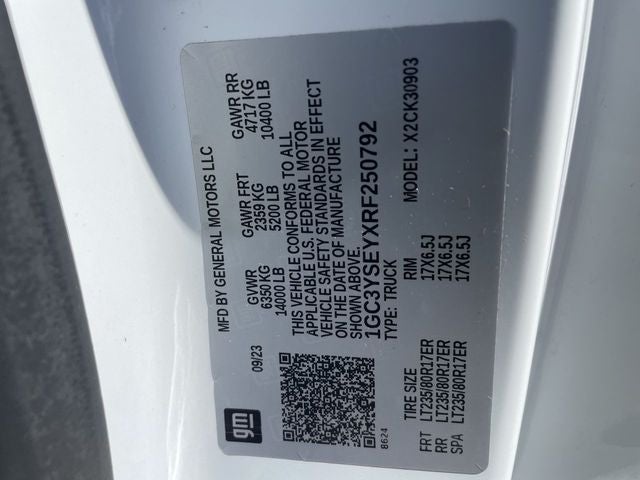 gm
MFD BY GENERAL MOTORS LLC
09/23
GVWR GAWR FRT GAWR RR
6350 KG 2359 KG 4717 KG
14000 LB 5200 LB 10400 LB
THIS VEHICLE CONFORMS TO ALL
APPLICABLE U.S. FEDERAL MOTOR
VEHICLE SAFETY STANDARDS IN EFFECT
ON THE DATE OF MANUFACTURE
SHOWN ABOVE.
1GC3YSEYXRF250792
8624
TYPE: TRUCK MODEL: X2CK30903
TIRE SIZE RIM
FRT LT235/80R17ER 17X6.5J
RR LT235/80R17ER 17X6.5J
SPA LT235/80R17ER 17X6.5J